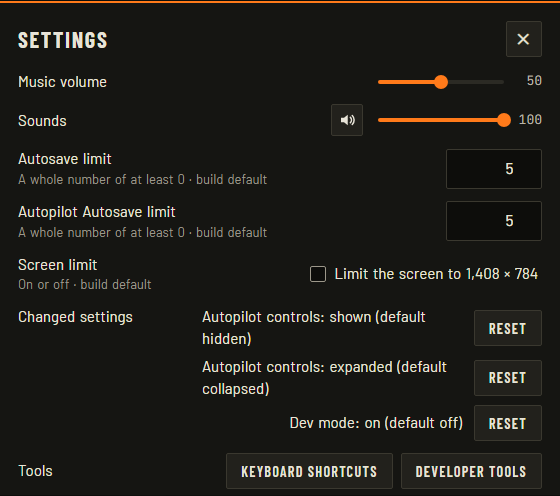 SETTINGS
Music volume 50
Sounds 100
Autosave limit
A whole number of at least 0 · build default
5
Autopilot Autosave limit
A whole number of at least 0 · build default
5
Screen limit
On or off · build default
Limit the screen to 1,408 × 784
Changed settings
Autopilot controls: shown (default
hidden)
RESET
Autopilot controls: expanded (default
collapsed)
RESET
Dev mode: on (default off)
RESET
Tools
KEYBOARD SHORTCUTS
DEVELOPER TOOLS